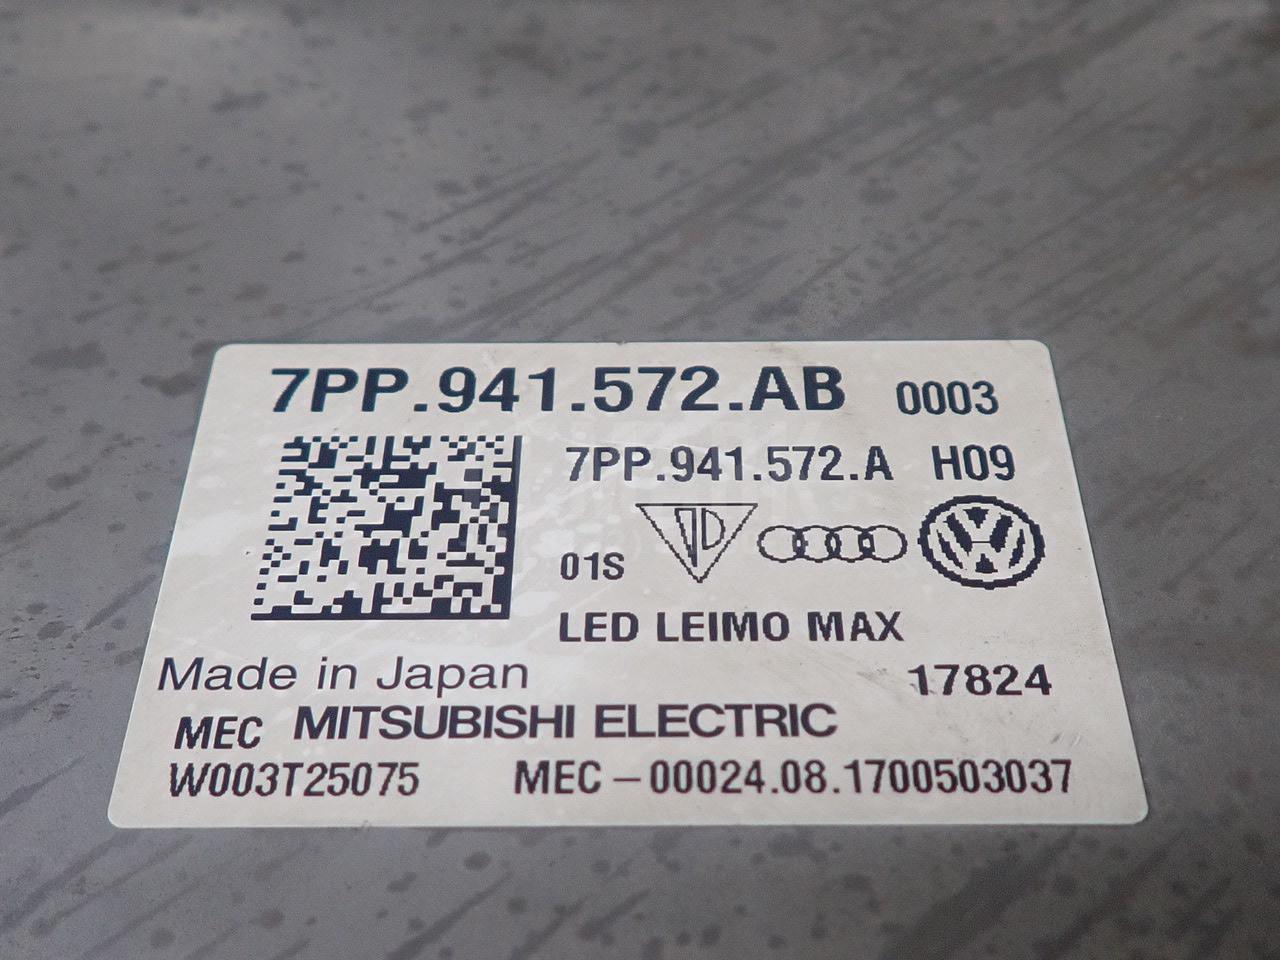 7PP.941.572.AB 0003
7PP.941.572.A H09
01S
LED LEIMO MAX
Made in Japan 17824
MEC MITSUBISHI ELECTRIC
W003T25075 MEC-00024.08.1700503037